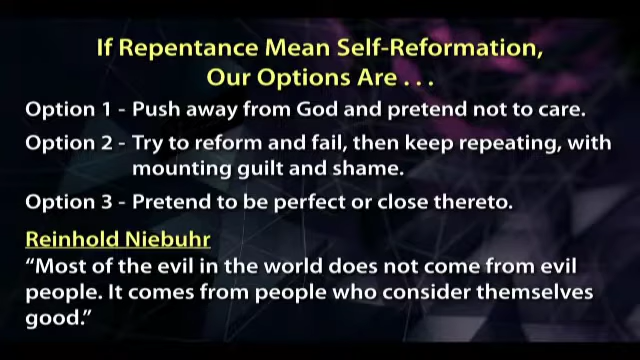 If Repentance Mean Self-Reformation,
Our Options Are . . .
Option 1 - Push away from God and pretend not to care.
Option 2 - Try to reform and fail, then keep repeating, with
mounting guilt and shame.
Option 3 - Pretend to be perfect or close thereto.
Reinhold Niebuhr
“Most of the evil in the world does not come from evil
people. It comes from people who consider themselves
good.”